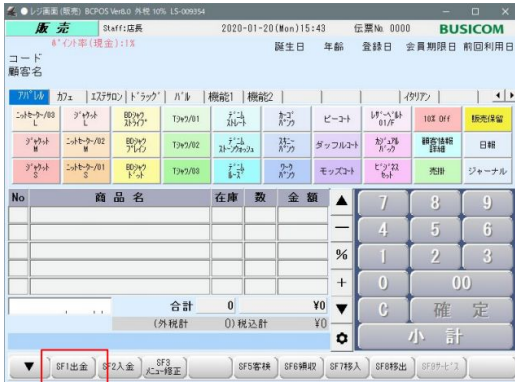 レジ画面 (販売) BCPOS Ver8.0 外税 10% LS-009354
販 売 Staff:店長 2020-01-20(Mon)15:43 伝票No. 0000 BUSICOM
ﾎﾟｲﾝﾄ率(現金):1% 誕生日 年齢 登録日 会員期限日 前回利用日
コード
顧客名
ｱﾊﾟﾚﾙ ｶﾌｪ ｴｽﾃｻﾛﾝ ﾄﾞﾗｯｸﾞ ﾊﾞﾙ 機能1 機能2 ｲﾀﾘｱﾝ
ﾆｯﾄｾｰﾀｰ/03 L ｼﾞｬｹｯﾄ L BDｼｬﾂ ｽﾄﾗｲﾌﾟ Tｼｬﾂ/01 ﾃﾞﾆﾑ ｽﾄﾚｰﾄ ｶｰｺﾞ ﾊﾟﾝﾂ ピーコート ﾚｻﾞｰﾍﾞﾙﾄ 01/F 10% Off 販売保留
ｼﾞｬｹｯﾄ M ﾆｯﾄｾｰﾀｰ/02 M BDｼｬﾂ ﾌﾟﾚｲﾝ Tｼｬﾂ/02 ﾃﾞﾆﾑ ｽﾄｰﾝｳｫｯｼｭ ｽｷﾆｰ ﾊﾟﾝﾂ ダッフルコート ｶｼﾞｭｱﾙ ﾊﾞｯｸﾞ 顧客情報 詳細 日報
ｼﾞｬｹｯﾄ S ﾆｯﾄｾｰﾀｰ/01 S BDｼｬﾂ ﾄﾞｯﾄ Tｼｬﾂ/03 ﾃﾞﾆﾑ ﾙｰｽﾞ ﾜｰｸ ﾊﾟﾝﾂ モッズコート ﾋﾞｼﾞﾈｽ ｾｯﾄ 売掛 ジャーナル
No 商 品 名 在庫 数 金 額 ▲ 7 8 9
― 4 5 6
% 1 2 3
+ 0 00
合計 0 ¥0 ▼ C 確 定
(外税計 0) 税込計 ¥0 小 計
▼ SF1出金 SF2入金 SF3 ﾒﾆｭｰ修正 SF5客検 SF6領収 SF7移入 SF8移出 SF9ｻｰﾋﾞｽ